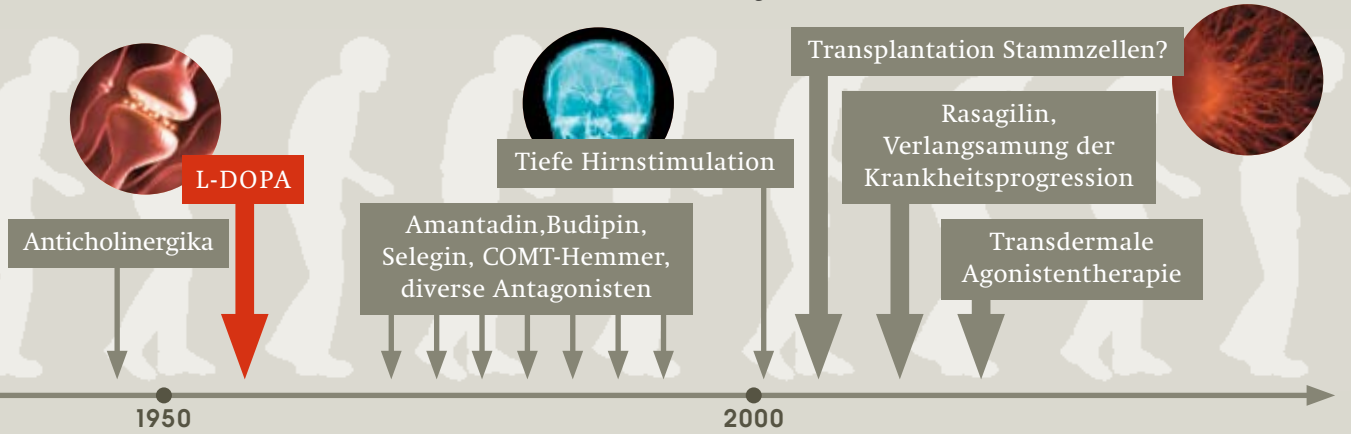 Anticholinergika
L-DOPA
Amantadin,Budipin,
Selegin, COMT-Hemmer,
diverse Antagonisten
Tiefe Hirnstimulation
Transplantation Stammzellen?
Rasagilin,
Verlangsamung der
Krankheitsprogression
Transdermale
Agonistentherapie
1950
2000